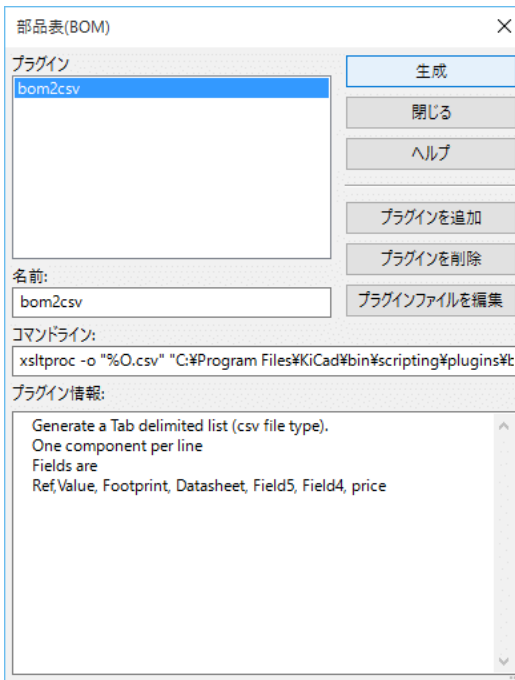 部品表(BOM)
プラグイン
bom2csv
生成
閉じる
ヘルプ
プラグインを追加
プラグインを削除
プラグインファイルを編集
名前:
bom2csv
コマンドライン:
xsltproc -o "%O.csv" "C:¥Program Files¥KiCad¥bin¥scripting¥plugins¥b
プラグイン情報:
Generate a Tab delimited list (csv file type).
One component per line
Fields are
Ref,Value, Footprint, Datasheet, Field5, Field4, price